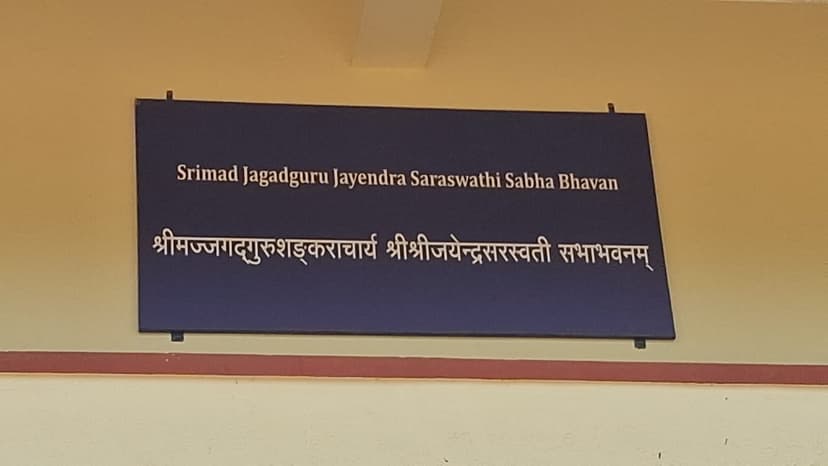 Srimad Jagadguru Jayendra Saraswathi Sabha Bhavan
श्रीमज्जगद्गुरुशङ्कराचार्य श्रीश्रीजयेन्द्रसरस्वती सभाभवनम्